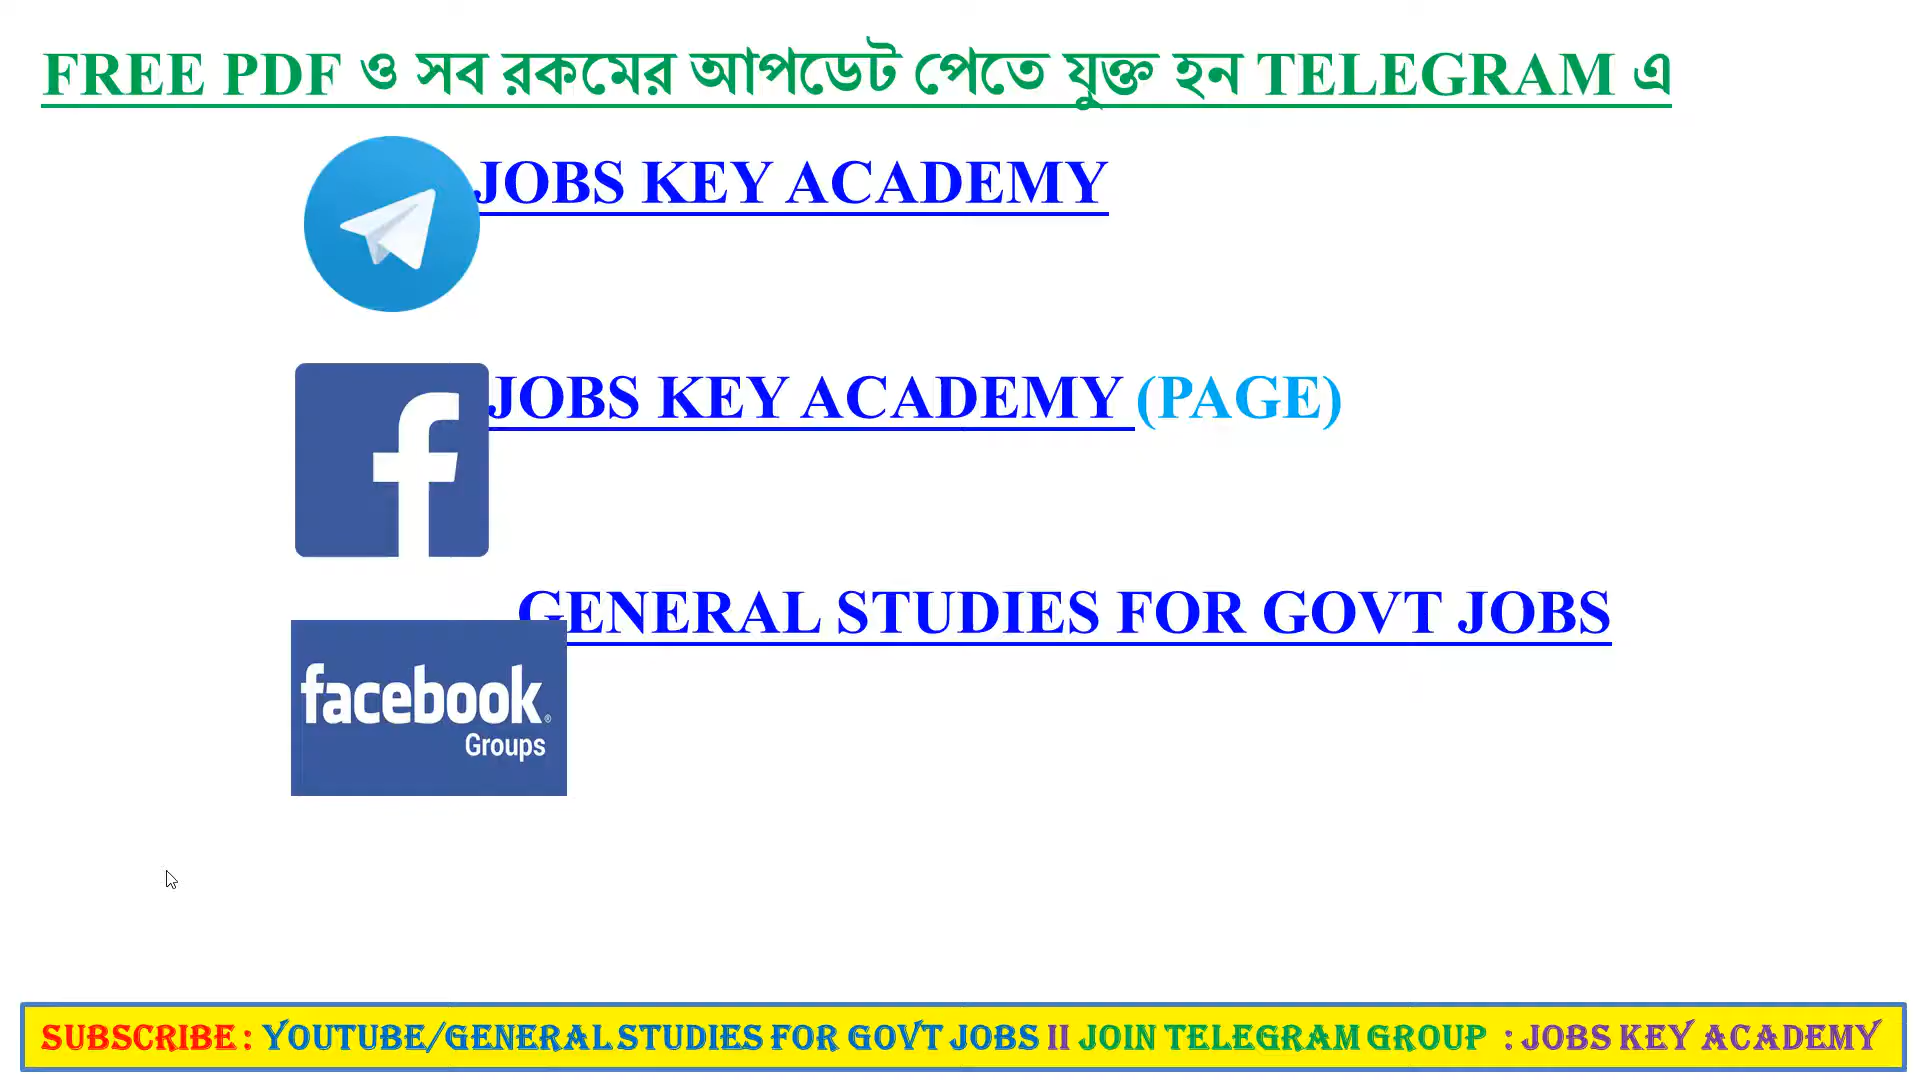 FREE PDF ও সব রকমের আপডেট পেতে যুক্ত হন TELEGRAM এ
JOBS KEY ACADEMY
JOBS KEY ACADEMY (PAGE)
GENERAL STUDIES FOR GOVT JOBS
facebook®
Groups
SUBSCRIBE : YOUTUBE/GENERAL STUDIES FOR GOVT JOBS II JOIN TELEGRAM GROUP : JOBS KEY ACADEMY